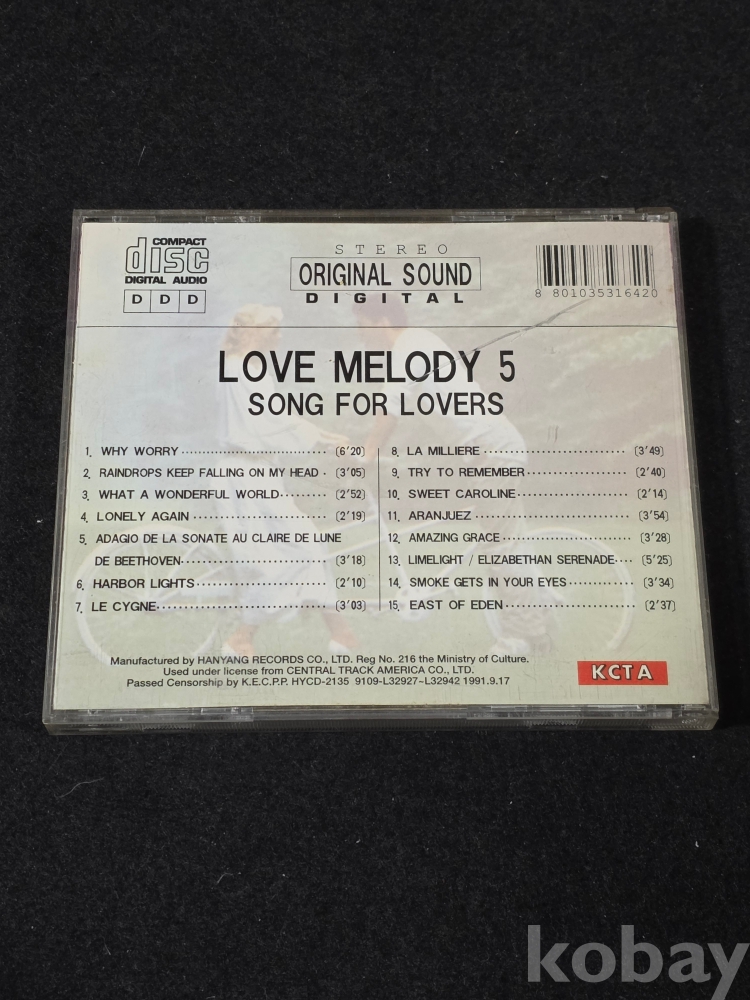 COMPACT
disc
DIGITAL AUDIO
D D D
STEREO
ORIGINAL SOUND
DIGITAL
8 801035316420
LOVE MELODY 5
SONG FOR LOVERS
1. WHY WORRY (6'20)
2. RAINDROPS KEEP FALLING ON MY HEAD (3'05)
3. WHAT A WONDERFUL WORLD (2'52)
4. LONELY AGAIN (2'19)
5. ADAGIO DE LA SONATE AU CLAIRE DE LUNE
DE BEETHOVEN (3'18)
6. HARBOR LIGHTS (2'10)
7. LE CYGNE (3'03)
8. LA MILLIERE (3'49)
9. TRY TO REMEMBER (2'40)
10. SWEET CAROLINE (2'14)
11. ARANJUEZ (3'54)
12. AMAZING GRACE (3'28)
13. LIMELIGHT / ELIZABETHAN SERENADE (5'25)
14. SMOKE GETS IN YOUR EYES (3'34)
15. EAST OF EDEN (2'37)
Manufactured by HANYANG RECORDS CO., LTD. Reg No. 216 the Ministry of Culture.
Used under license from CENTRAL TRACK AMERICA CO., LTD.
Passed Censorship by K.E.C.P.P. HYCD-2135 9109-L32927~L32942 1991.9.17
KCTA
kobay